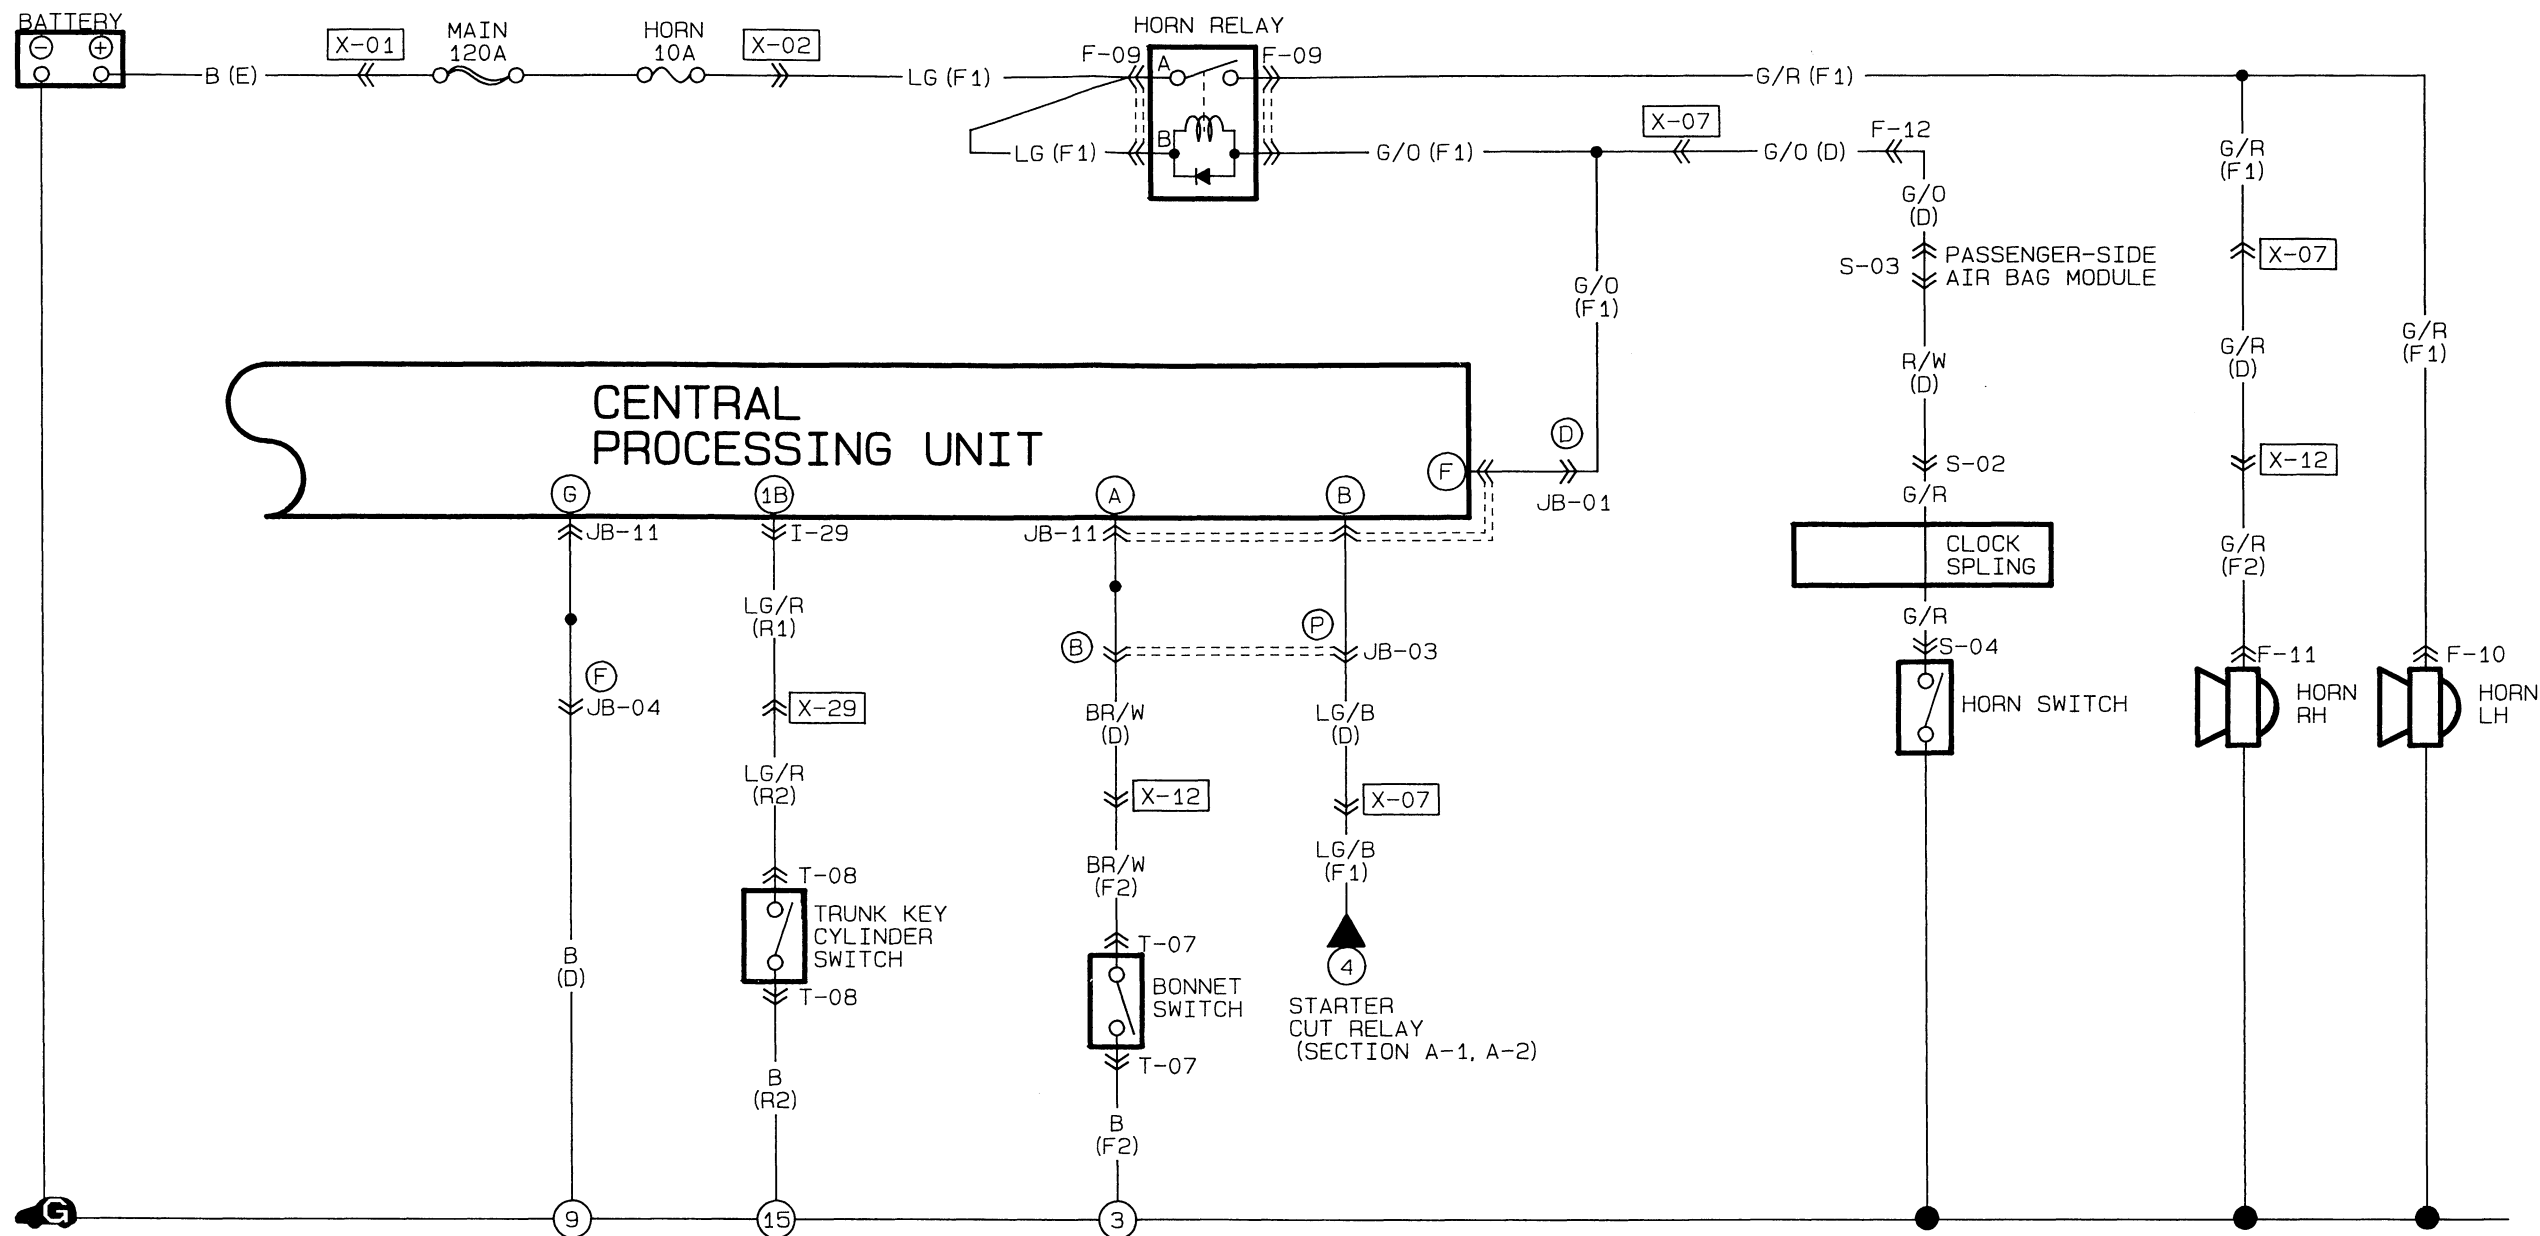 BATTERY
− +
B (E)
X-01
MAIN
120A
HORN
10A
X-02
LG (F1)
LG (F1)
HORN RELAY
F-09
F-09
A
B
G/R (F1)
G/O (F1)
X-07
G/O (D)
F-12
G/O
(D)
S-03
PASSENGER-SIDE
AIR BAG MODULE
R/W
(D)
S-02
G/R
CLOCK
SPLING
G/R
S-04
HORN SWITCH
G/R
(F1)
X-07
G/R
(D)
X-12
G/R
(F2)
F-11
HORN
RH
G/R
(F1)
F-10
HORN
LH
G/O
(F1)
D
JB-01
CENTRAL
PROCESSING UNIT
G
1B
A
B
F
JB-11
I-29
JB-11
F
JB-04
B
(D)
LG/R
(R1)
X-29
LG/R
(R2)
T-08
TRUNK KEY
CYLINDER
SWITCH
T-08
B
(R2)
B
BR/W
(D)
X-12
BR/W
(F2)
T-07
BONNET
SWITCH
T-07
B
(F2)
P
JB-03
LG/B
(D)
X-07
LG/B
(F1)
4
STARTER
CUT RELAY
(SECTION A-1, A-2)
G
9
15
3